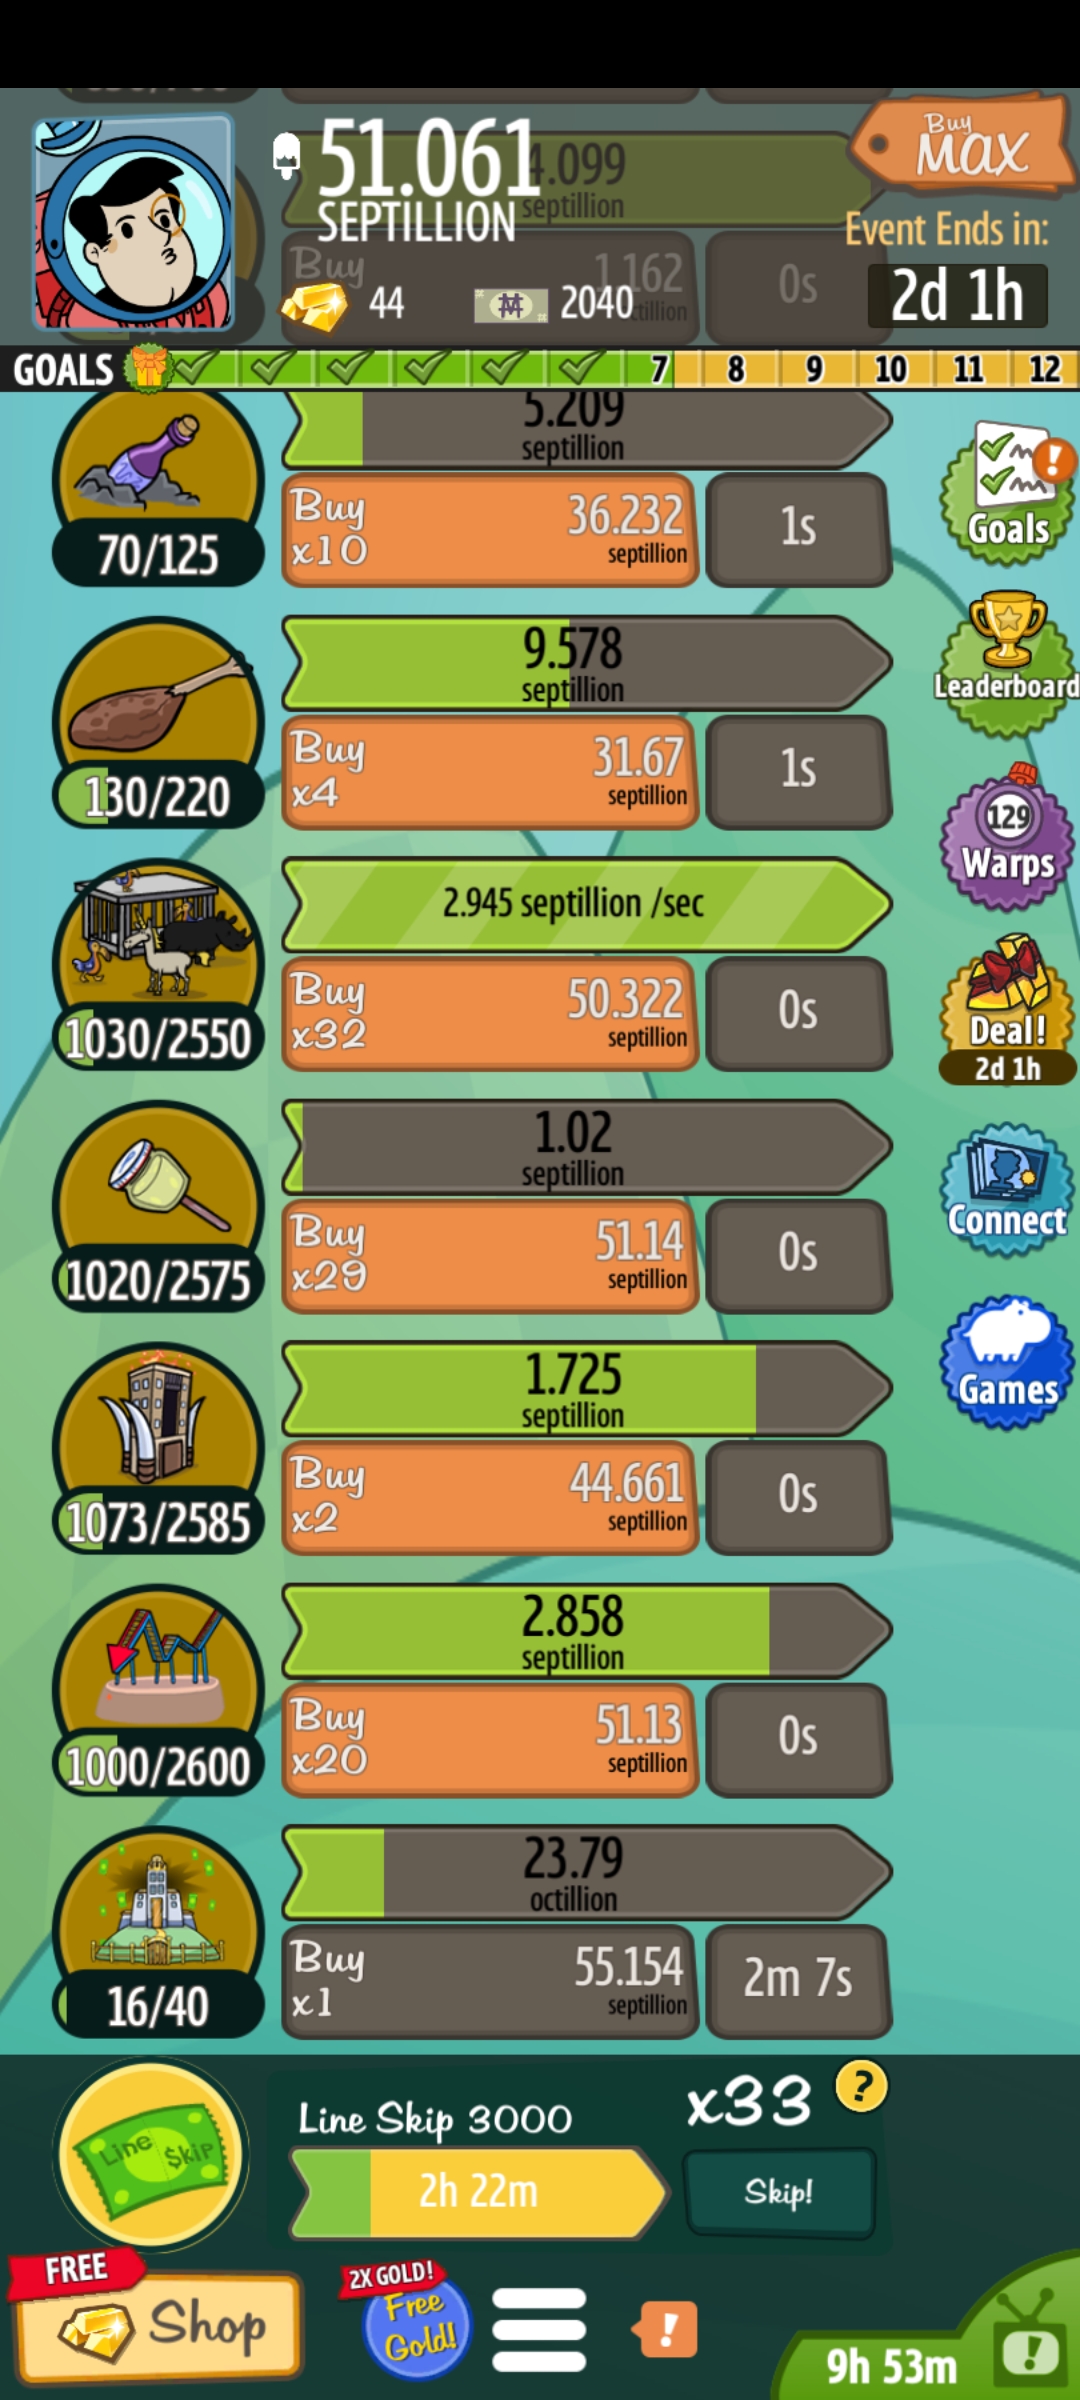 51.061
SEPTILLION
4.099
septillion
Buy
MAX
Event Ends in:
2d 1h
Buy
1.162
0s
44
2040
GOALS
7
8
9
10
11
12
5.209
septillion
70/125
Buy
x10
36.232
septillion
1s
Goals
9.578
septillion
130/220
Buy
x4
31.67
septillion
1s
Leaderboard
129
Warps
2.945 septillion /sec
1030/2550
Buy
x32
50.322
septillion
0s
Deal!
2d 1h
1.02
septillion
1020/2575
Buy
x29
51.14
septillion
0s
Connect
1.725
septillion
1073/2585
Buy
x2
44.661
septillion
0s
Games
2.858
septillion
1000/2600
Buy
x20
51.13
septillion
0s
23.79
octillion
16/40
Buy
x1
55.154
septillion
2m 7s
Line $kip
Line Skip 3000
x33
?
2h 22m
Skip!
FREE
Shop
2X GOLD!
Free
Gold!
!
9h 53m
!